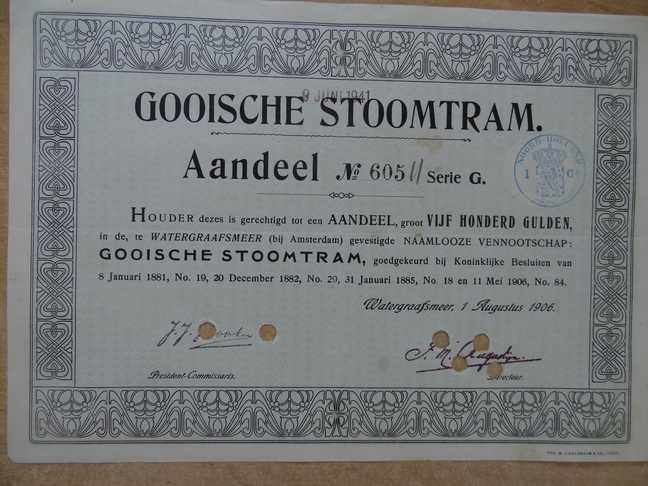 9 JUNI 1941
GOOISCHE STOOMTRAM.
Aandeel № 605 Serie G.
NOORD-HOLLAND
HOUDER dezes is gerechtigd tot een AANDEEL, groot VIJF HONDERD GULDEN,
in de, te WATERGRAAFSMEER (bij Amsterdam) gevestigde NAAMLOOZE VENNOOTSCHAP:
GOOISCHE STOOMTRAM, goedgekeurd bij Koninklijke Besluiten van
8 Januari 1881, No. 19, 20 December 1882, No. 29, 31 Januari 1885, No. 18 en 11 Mei 1906, No. 84.
Watergraafsmeer, 1 Augustus 1906.
President-Commissaris.
Directeur.